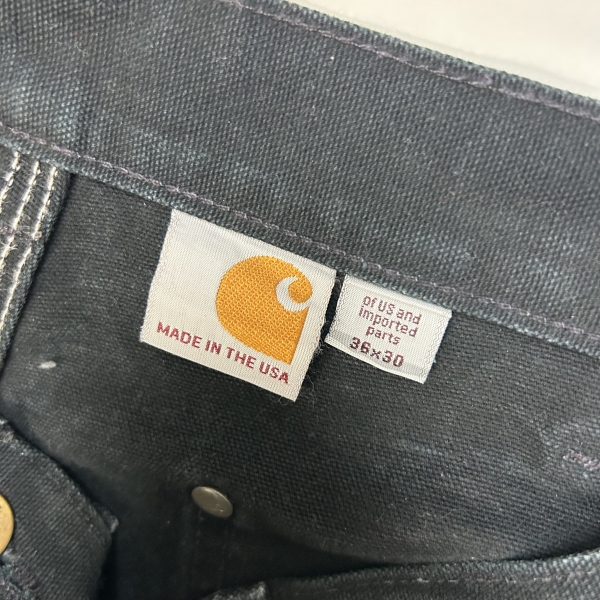 MADE IN THE USA
of US and
imported
parts
36×30